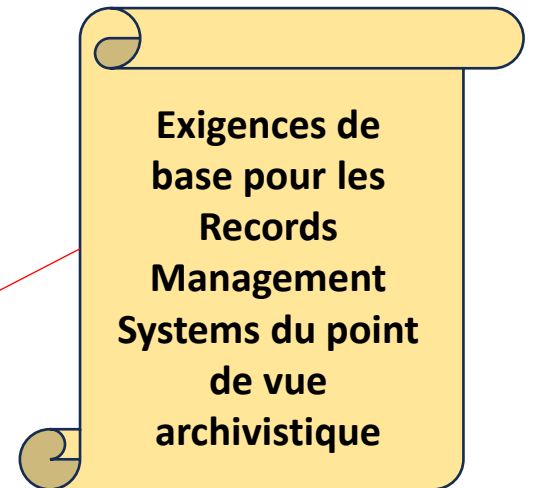 Exigences de
base pour les
Records
Management
Systems du point
de vue
archivistique